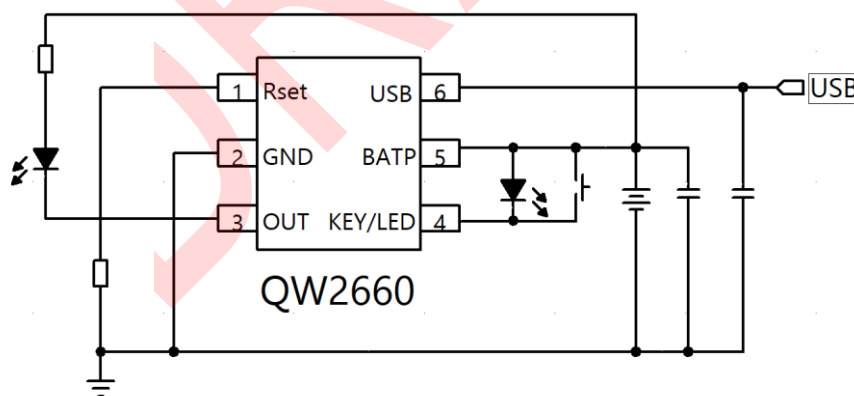 1 Rset
USB 6
USB
2 GND
BATP 5
3 OUT
KEY/LED 4
QW2660